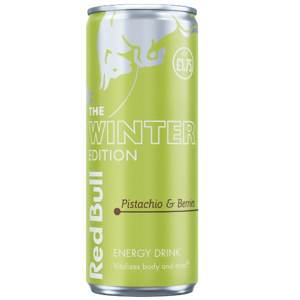 £1.75
THE
WINTER
EDITION
Pistachio & Berries
Red Bull
ENERGY DRINK
Vitalizes body and mind.®